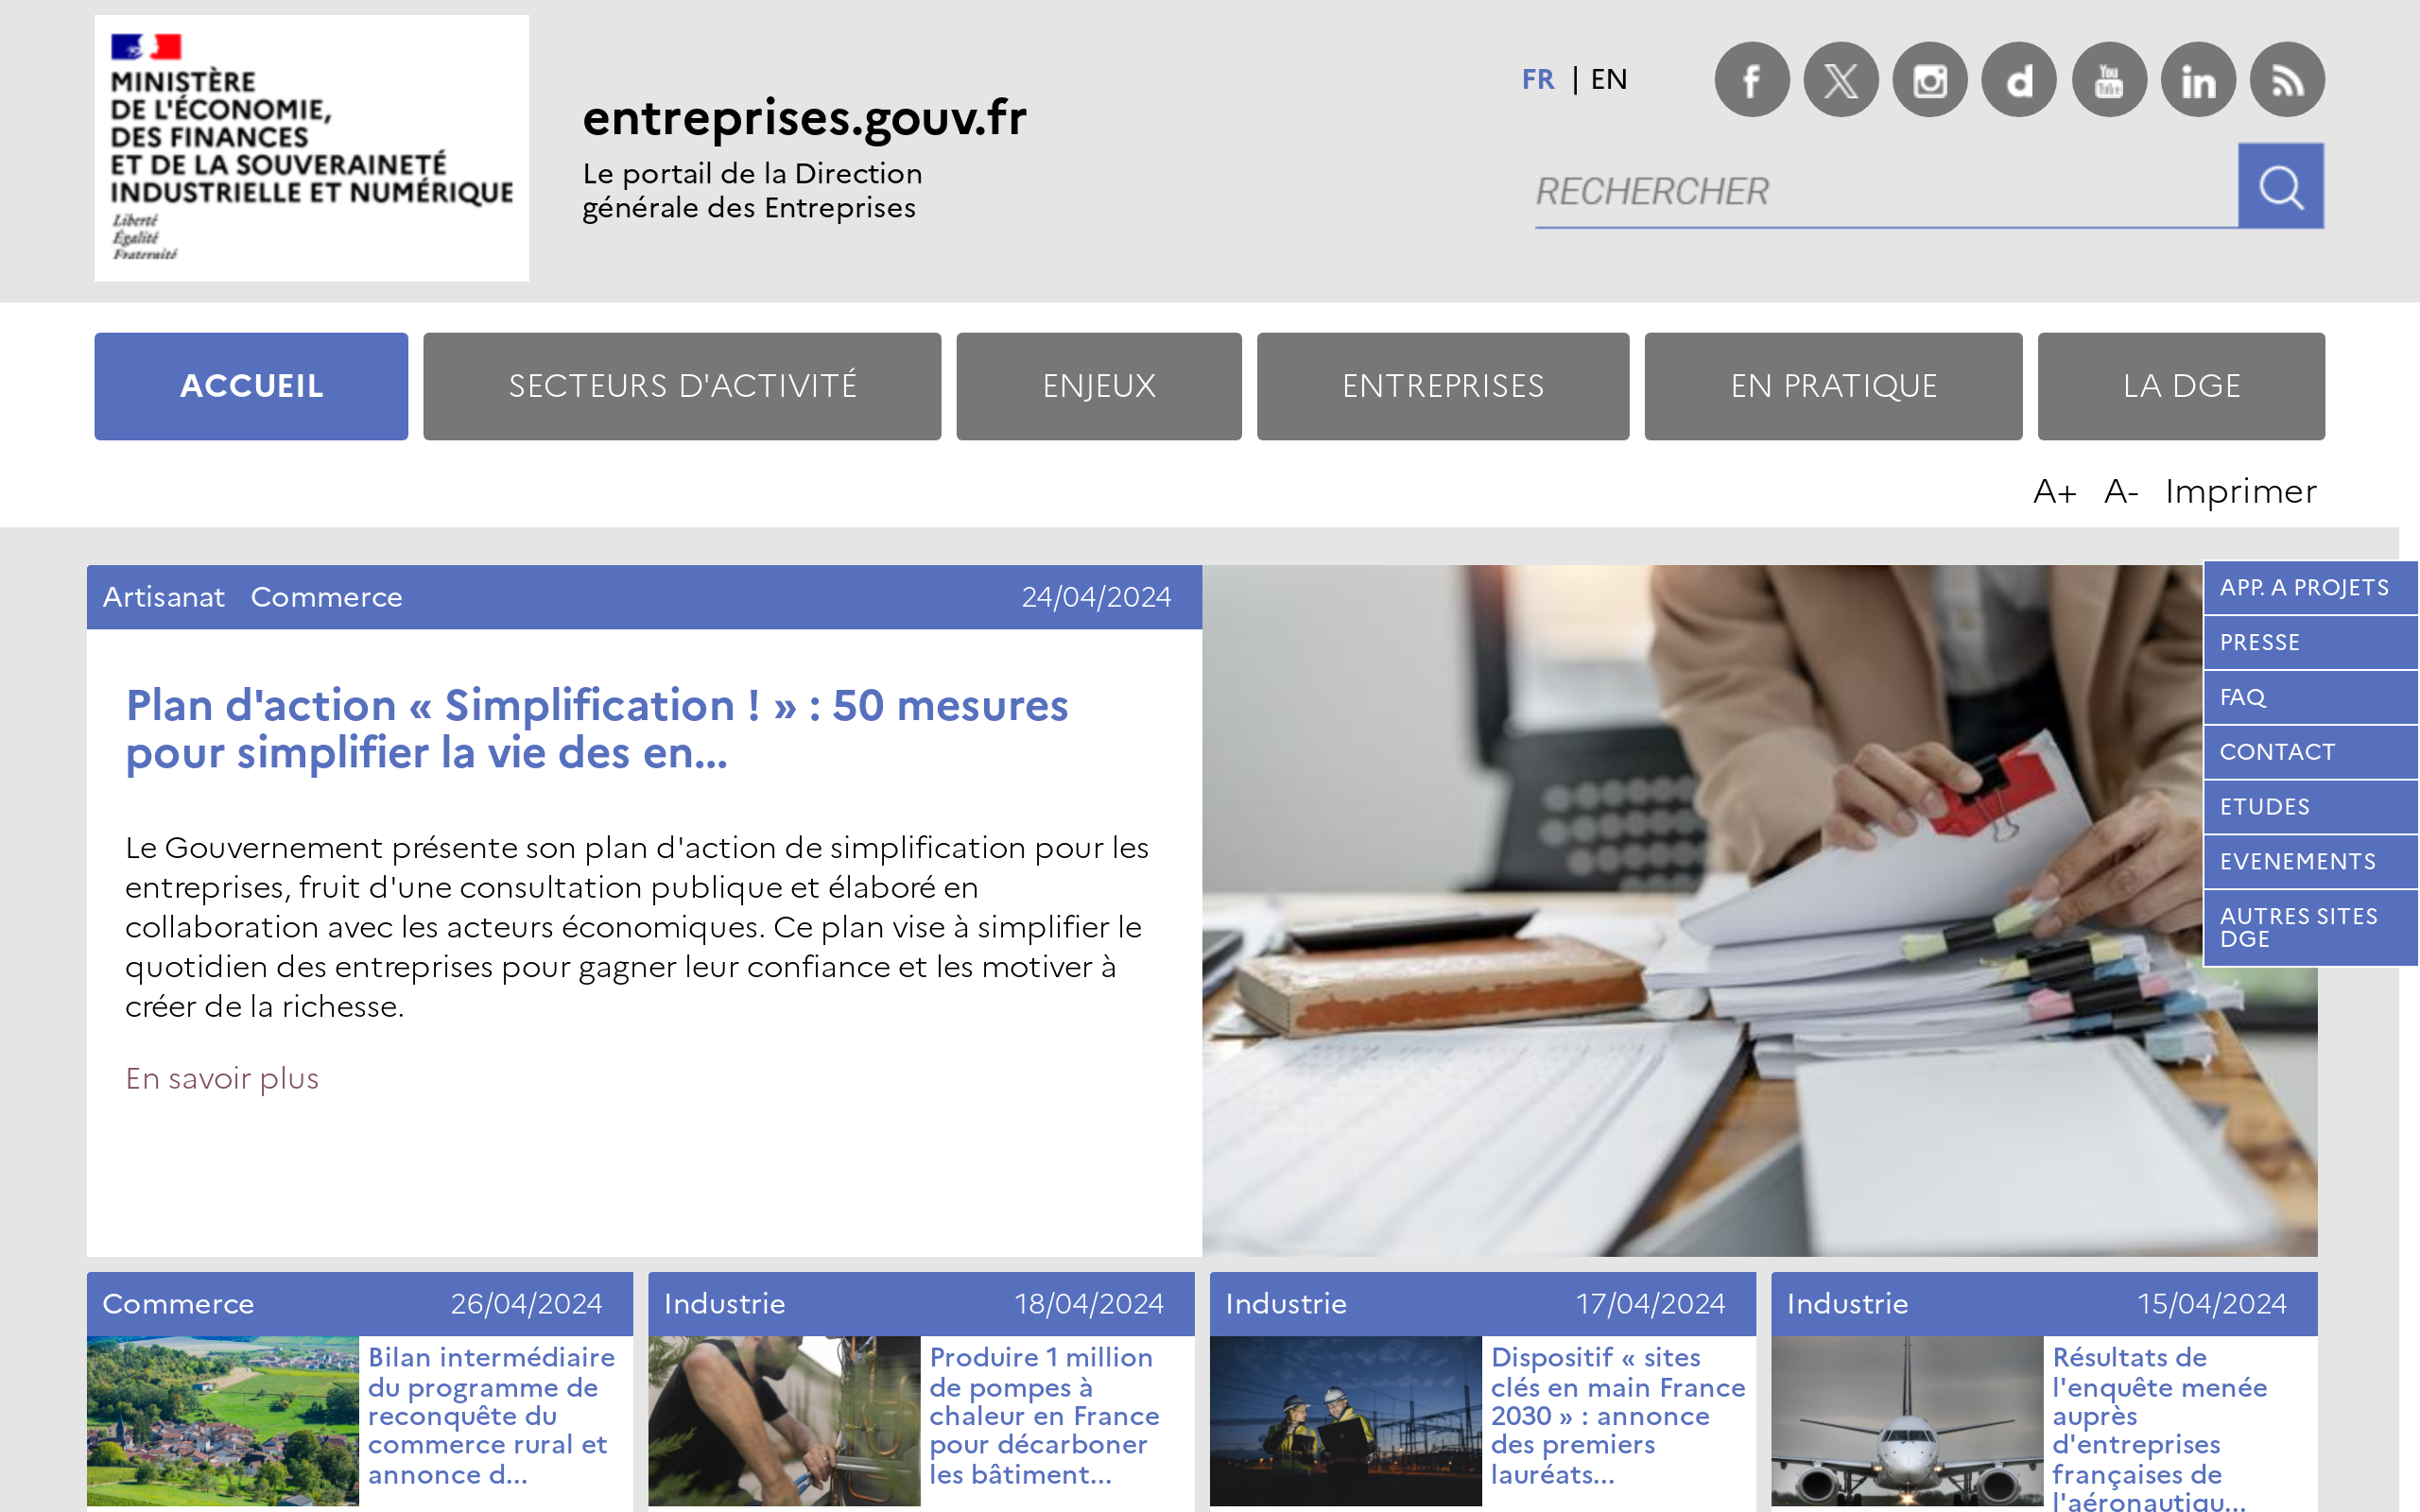 MINISTÈRE
DE L'ÉCONOMIE,
DES FINANCES
ET DE LA SOUVERAINETÉ
INDUSTRIELLE ET NUMÉRIQUE
Liberté
Égalité
Fraternité
entreprises.gouv.fr
Le portail de la Direction
générale des Entreprises
FR | EN
RECHERCHER
ACCUEIL
SECTEURS D'ACTIVITÉ
ENJEUX
ENTREPRISES
EN PRATIQUE
LA DGE
A+ A- Imprimer
Artisanat Commerce 24/04/2024
Plan d'action « Simplification ! » : 50 mesures
pour simplifier la vie des en...
Le Gouvernement présente son plan d'action de simplification pour les
entreprises, fruit d'une consultation publique et élaboré en
collaboration avec les acteurs économiques. Ce plan vise à simplifier le
quotidien des entreprises pour gagner leur confiance et les motiver à
créer de la richesse.
En savoir plus
APP. A PROJETS
PRESSE
FAQ
CONTACT
ETUDES
EVENEMENTS
AUTRES SITES
DGE
Commerce 26/04/2024
Bilan intermédiaire
du programme de
reconquête du
commerce rural et
annonce d...
Industrie 18/04/2024
Produire 1 million
de pompes à
chaleur en France
pour décarboner
les bâtiment...
Industrie 17/04/2024
Dispositif « sites
clés en main France
2030 » : annonce
des premiers
lauréats...
Industrie 15/04/2024
Résultats de
l'enquête menée
auprès
d'entreprises
françaises de
l'aéronautiqu...